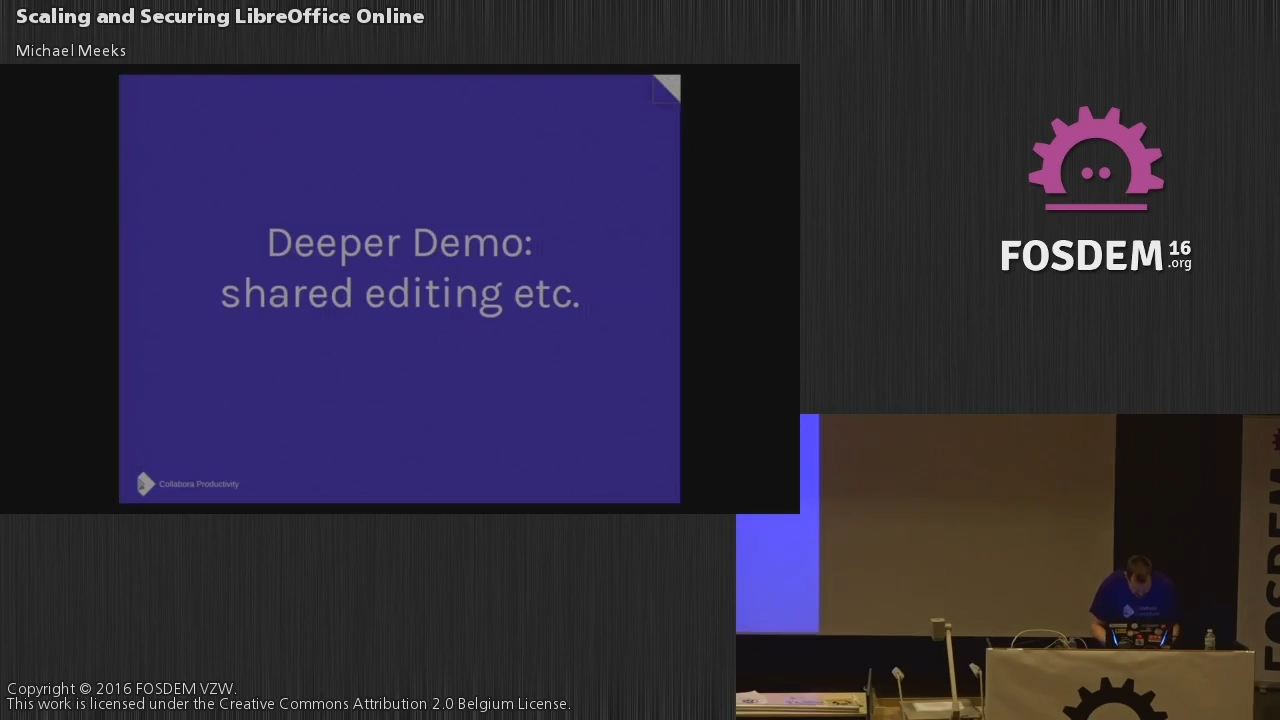 Scaling and Securing LibreOffice Online
Michael Meeks
Deeper Demo:
shared editing etc.
Collabora Productivity
FOSDEM 16
.org
FOSDEM
Copyright © 2016 FOSDEM VZW.
This work is licensed under the Creative Commons Attribution 2.0 Belgium License.